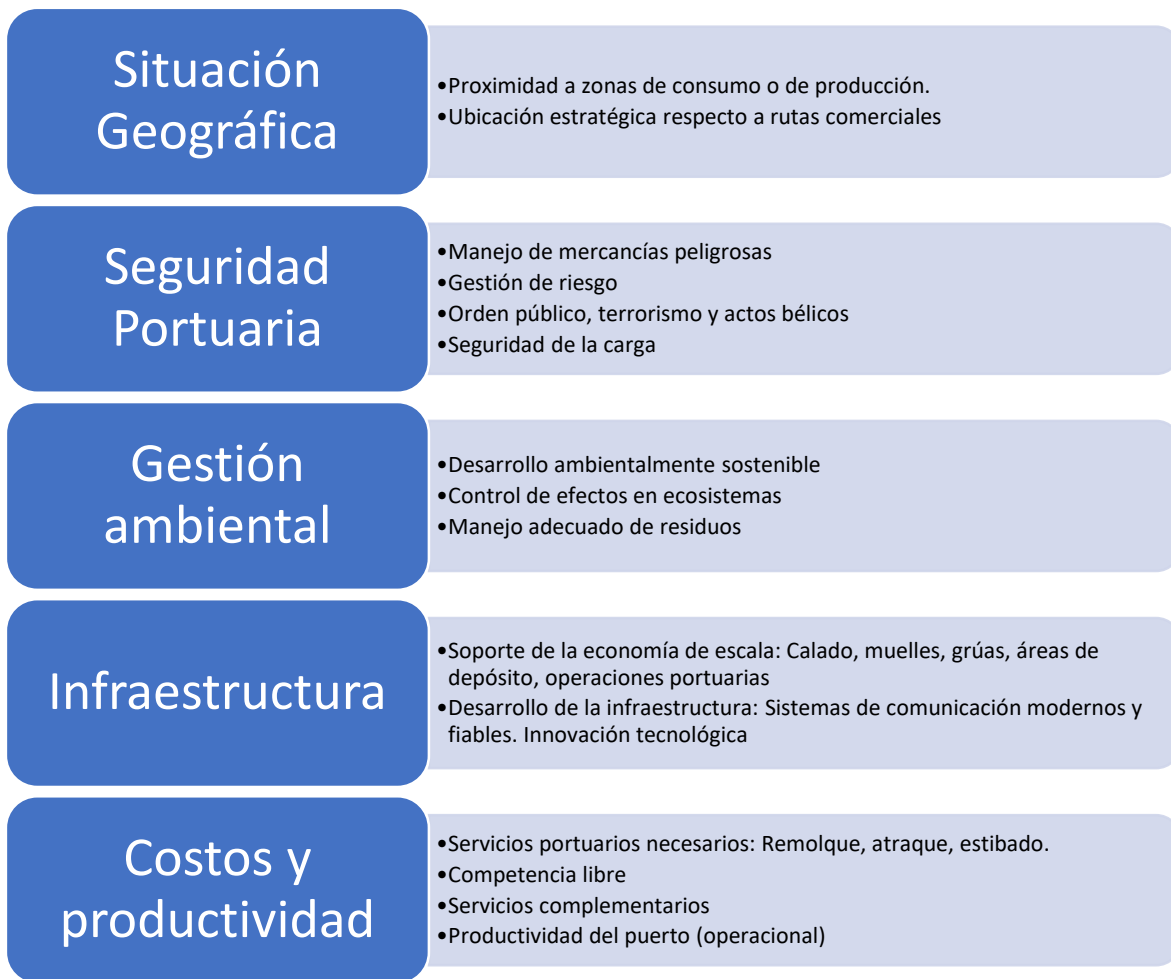 Situación
Geográfica
•Proximidad a zonas de consumo o de producción.
•Ubicación estratégica respecto a rutas comerciales
Seguridad
Portuaria
•Manejo de mercancías peligrosas
•Gestión de riesgo
•Orden público, terrorismo y actos bélicos
•Seguridad de la carga
Gestión
ambiental
•Desarrollo ambientalmente sostenible
•Control de efectos en ecosistemas
•Manejo adecuado de residuos
Infraestructura
•Soporte de la economía de escala: Calado, muelles, grúas, áreas de
depósito, operaciones portuarias
•Desarrollo de la infraestructura: Sistemas de comunicación modernos y
fiables. Innovación tecnológica
Costos y
productividad
•Servicios portuarios necesarios: Remolque, atraque, estibado.
•Competencia libre
•Servicios complementarios
•Productividad del puerto (operacional)